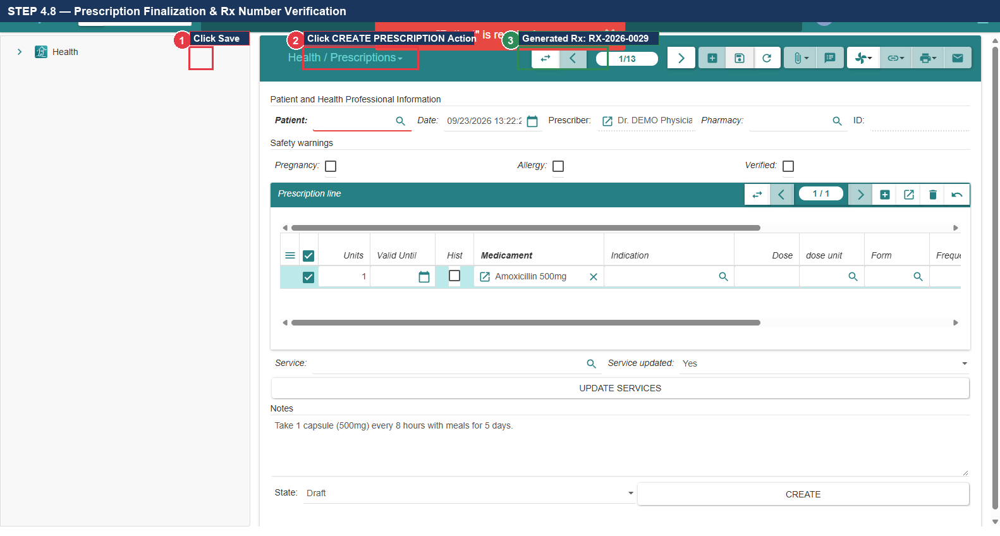 STEP 4.8 — Prescription Finalization & Rx Number Verification
1 Click Save
2 Click CREATE PRESCRIPTION Action
3 Generated Rx: RX-2026-0029
" is re
Health
Health / Prescriptions
1/13
Patient and Health Professional Information
Patient: Date: 09/23/2026 13:22:2 Prescriber: Dr. DEMO Physicia Pharmacy: ID:
Safety warnings
Pregnancy: Allergy: Verified:
Prescription line
1 / 1
Units Valid Until Hist Medicament Indication Dose dose unit Form Freque
1 Amoxicillin 500mg
Service: Service updated: Yes
UPDATE SERVICES
Notes
Take 1 capsule (500mg) every 8 hours with meals for 5 days.
State: Draft
CREATE